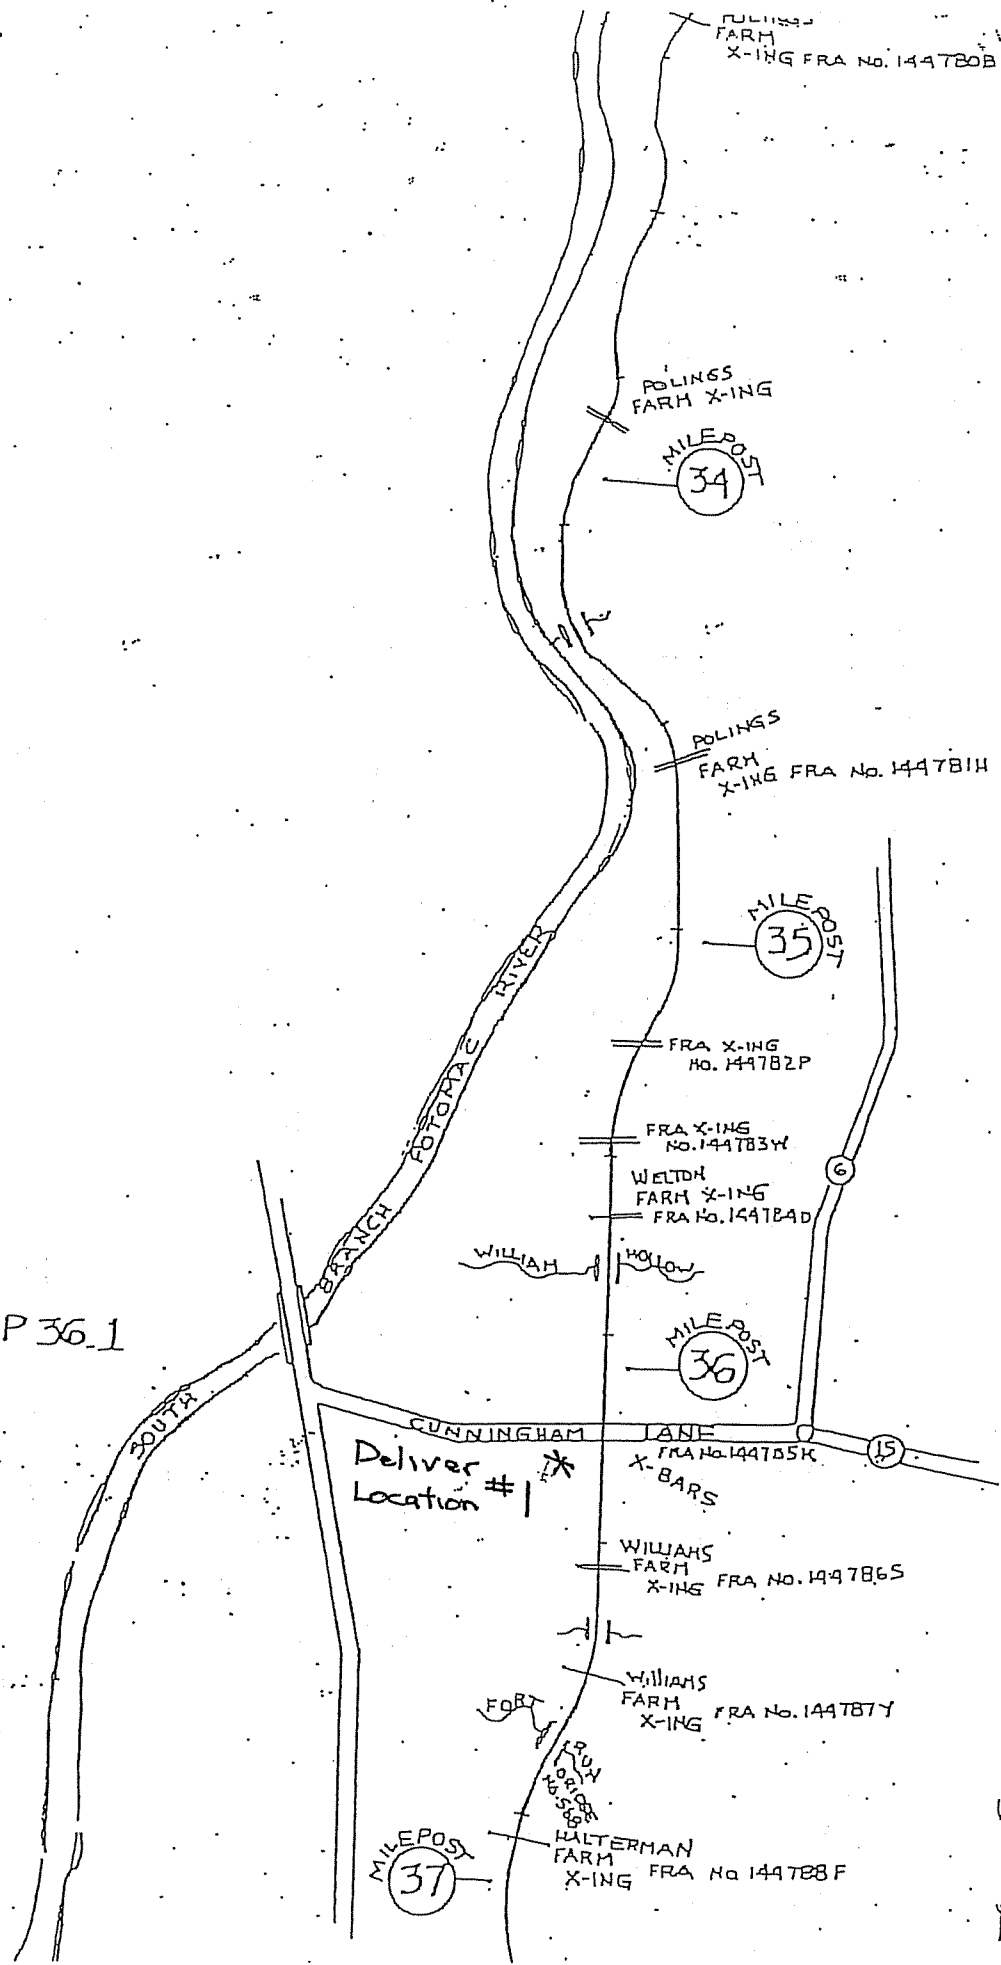 FARM
X-ING FRA No. 144780B
POLINGS
FARM X-ING
MILEPOST
34
POLINGS
FARM
X-ING FRA No. 144781H
MILEPOST
35
RIVER
FRA X-ING
NO. 144782P
POTOMAC
FRA X-ING
NO. 144783W
WELTON
FARM X-ING
FRA No. 144784D
6
BRANCH
WILLIAM HOLLOW
P 36.1
MILEPOST
36
SOUTH
CUNNINGHAM LANE
FRA No. 144785K
X-BARS
15
Deliver
Location #1
WILLIAMS
FARM
X-ING FRA NO. 144786S
WilliAMS
FARM
X-ING FRA No. 144787Y
FORT
RUN
BRIDGE
HALTERMAN
FARM
X-ING FRA No 144788F
MILEPOST
37